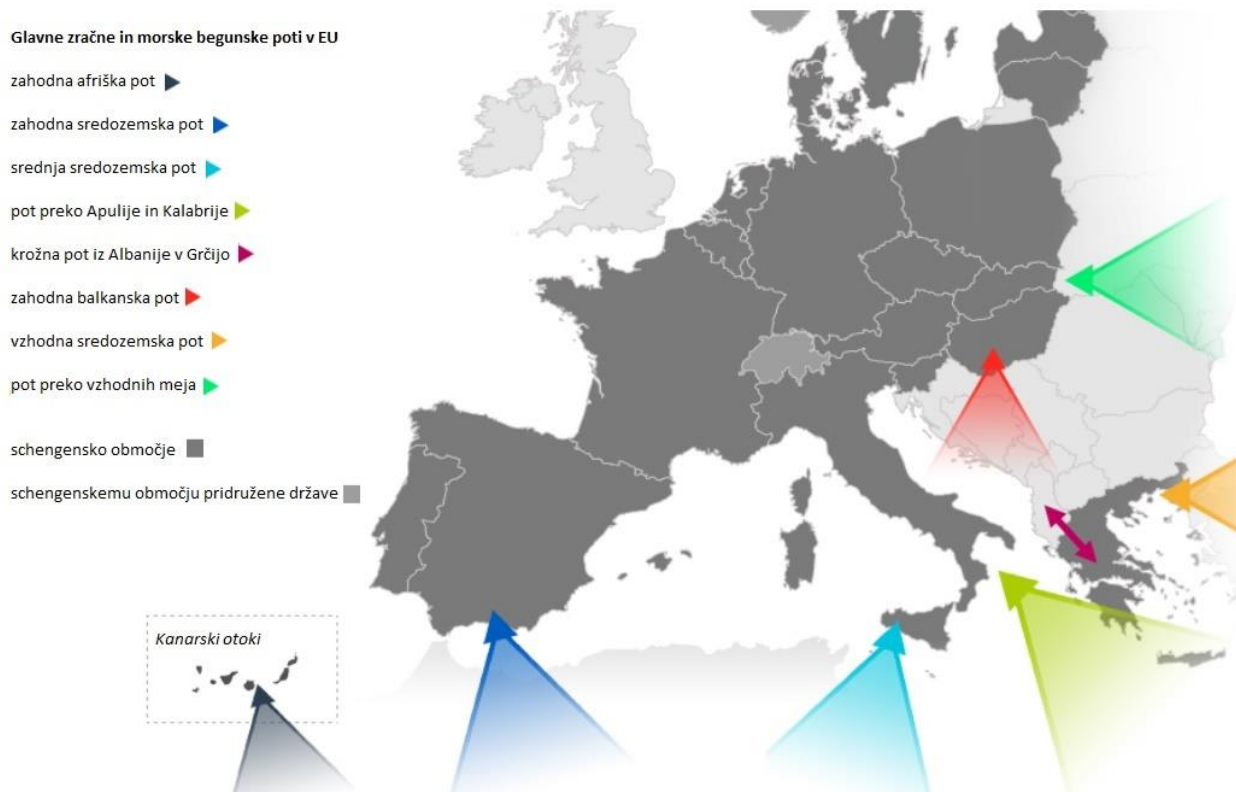 Glavne zračne in morske begunske poti v EU
zahodna afriška pot
zahodna sredozemska pot
srednja sredozemska pot
pot preko Apulije in Kalabrije
krožna pot iz Albanije v Grčijo
zahodna balkanska pot
vzhodna sredozemska pot
pot preko vzhodnih meja
schengensko območje
schengenskemu območju pridružene države
Kanarski otoki